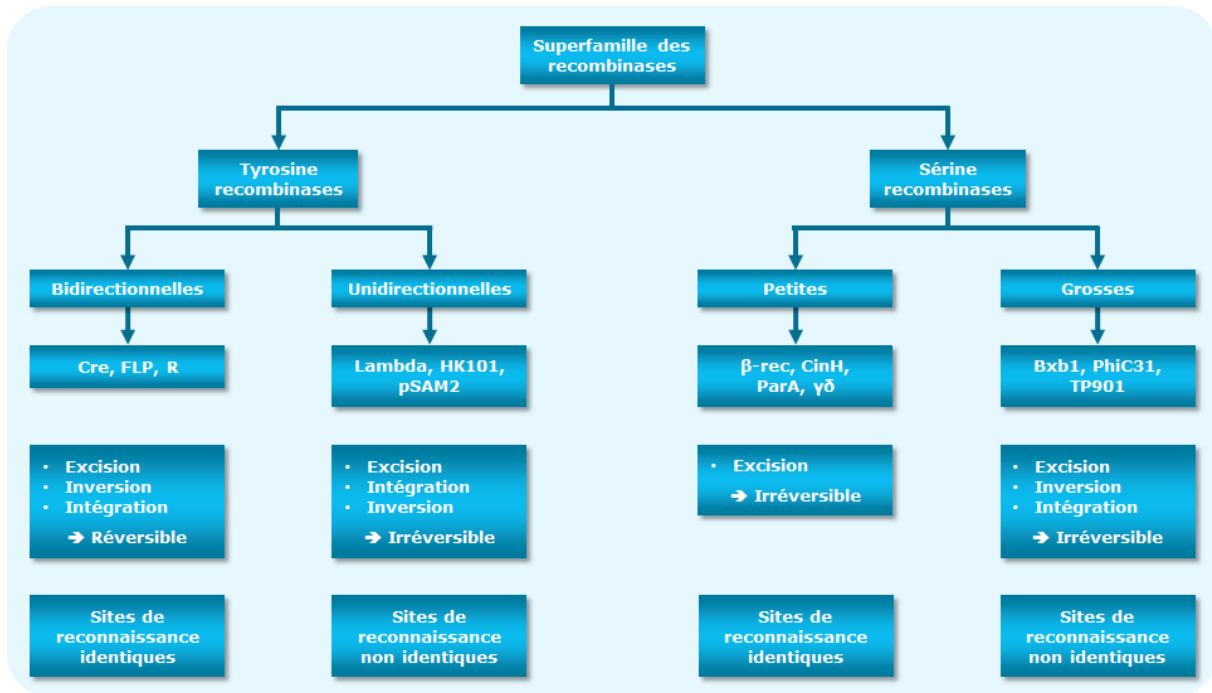 Superfamille des
recombinases
Tyrosine
recombinases
Sérine
recombinases
Bidirectionnelles
Unidirectionnelles
Petites
Grosses
Cre, FLP, R
Lambda, HK101,
pSAM2
β-rec, CinH,
ParA, γδ
Bxb1, PhiC31,
TP901
• Excision
• Inversion
• Intégration
➔ Réversible
• Excision
• Intégration
• Inversion
➔ Irréversible
• Excision
➔ Irréversible
• Excision
• Inversion
• Intégration
➔ Irréversible
Sites de
reconnaissance
identiques
Sites de
reconnaissance
non identiques
Sites de
reconnaissance
identiques
Sites de
reconnaissance
non identiques